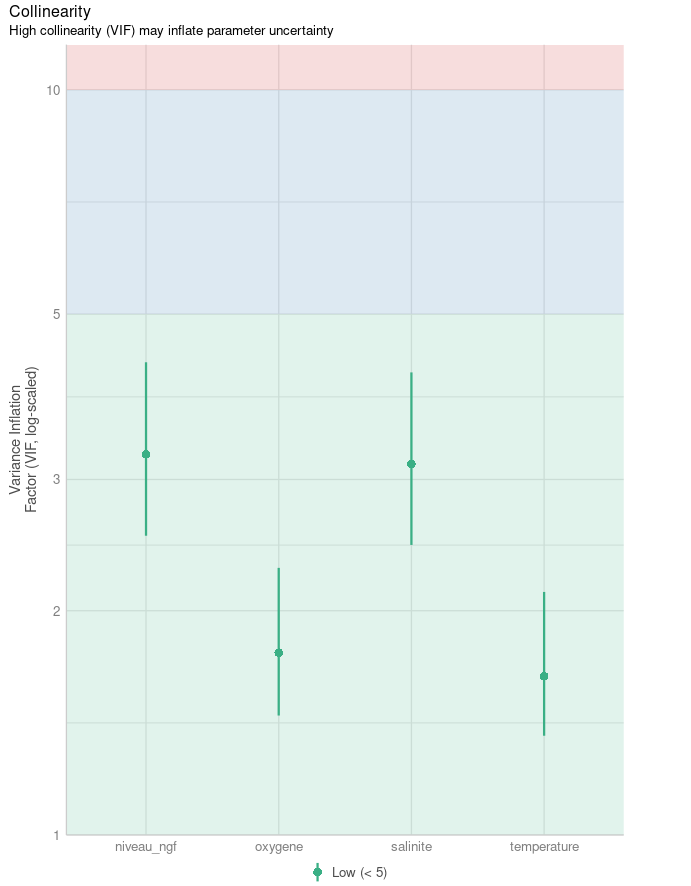 Collinearity
High collinearity (VIF) may inflate parameter uncertainty
Variance Inflation
Factor (VIF, log-scaled)
10
5
3
2
1
niveau_ngf
oxygene
salinite
temperature
Low (< 5)